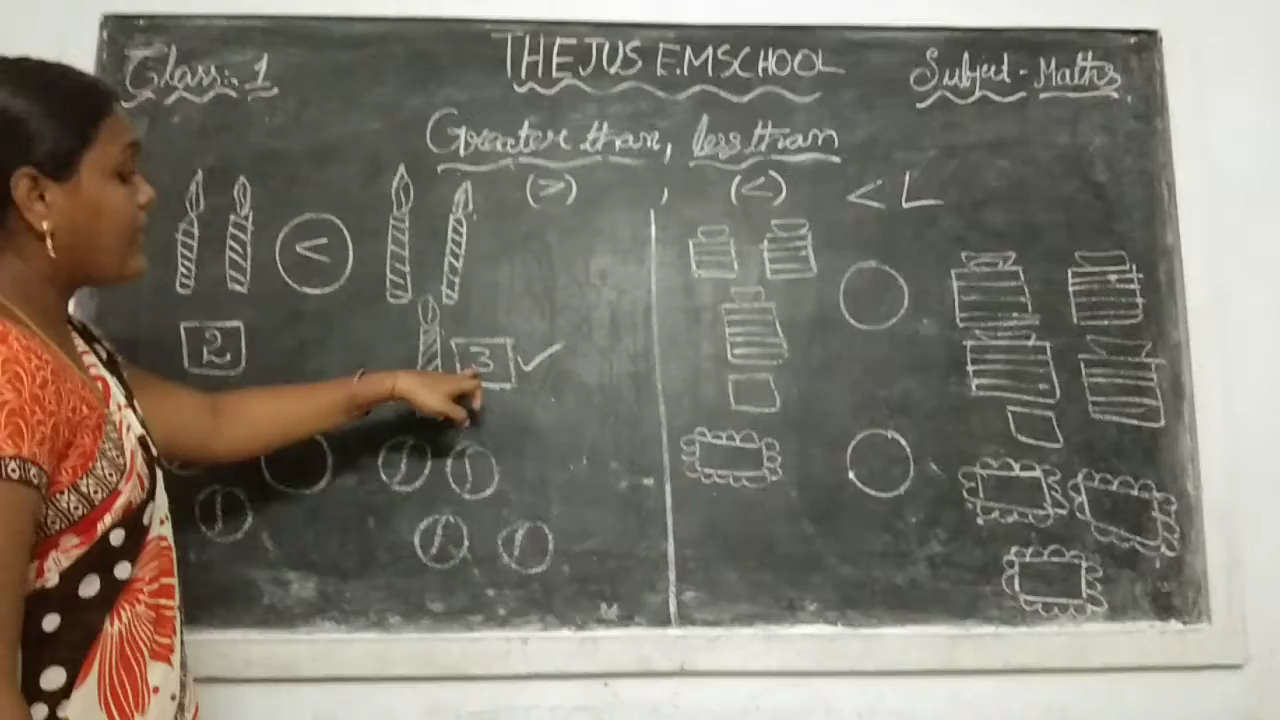 Class:- 1
THEJUS E.M SCHOOL
Subject - Maths
Greater than, less than
(>) , (<) < L
<
2
3 ✓